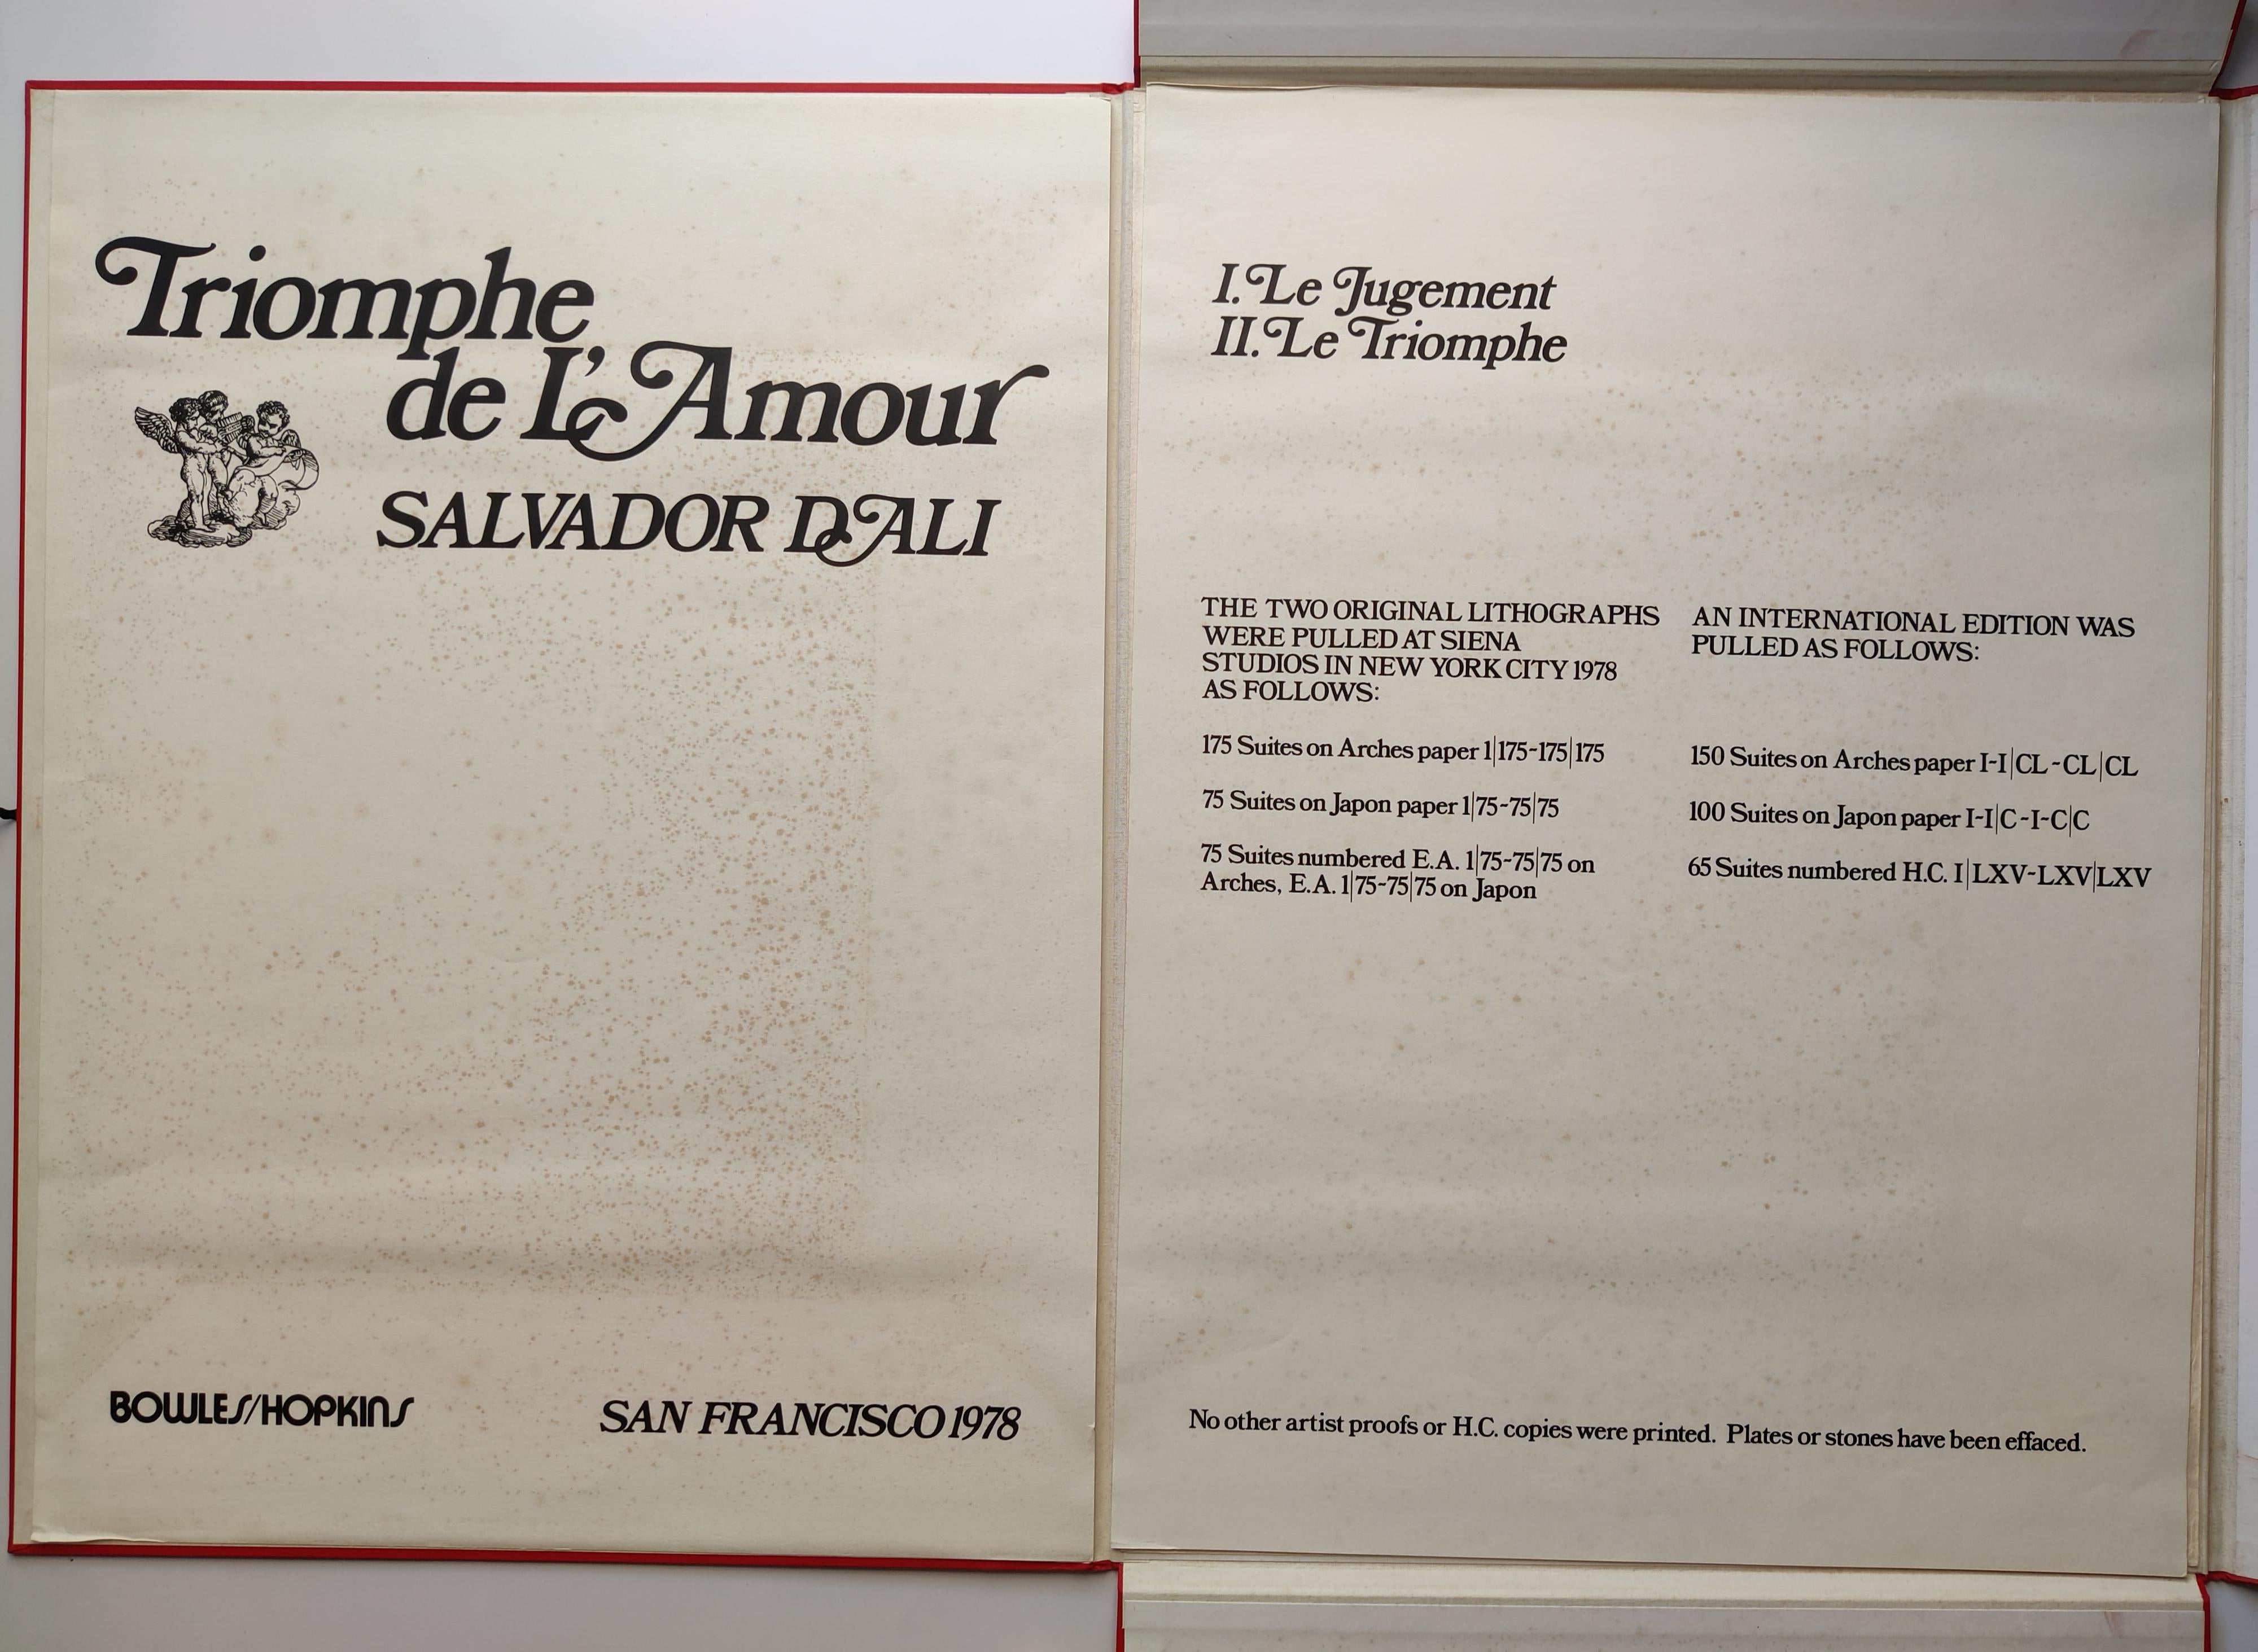 Triomphe
de L'Amour
SALVADOR DALI
BOWLES/HOPKINS
SAN FRANCISCO 1978
I. Le Jugement
II. Le Triomphe
THE TWO ORIGINAL LITHOGRAPHS
WERE PULLED AT SIENA
STUDIOS IN NEW YORK CITY 1978
AS FOLLOWS:
175 Suites on Arches paper 1|175-175|175
75 Suites on Japon paper 1|75-75|75
75 Suites numbered E.A. 1|75-75|75 on
Arches, E.A. 1|75-75|75 on Japon
AN INTERNATIONAL EDITION WAS
PULLED AS FOLLOWS:
150 Suites on Arches paper I-I|CL-CL|CL
100 Suites on Japon paper I-I|C-I-C|C
65 Suites numbered H.C. I|LXV-LXV|LXV
No other artist proofs or H.C. copies were printed. Plates or stones have been effaced.